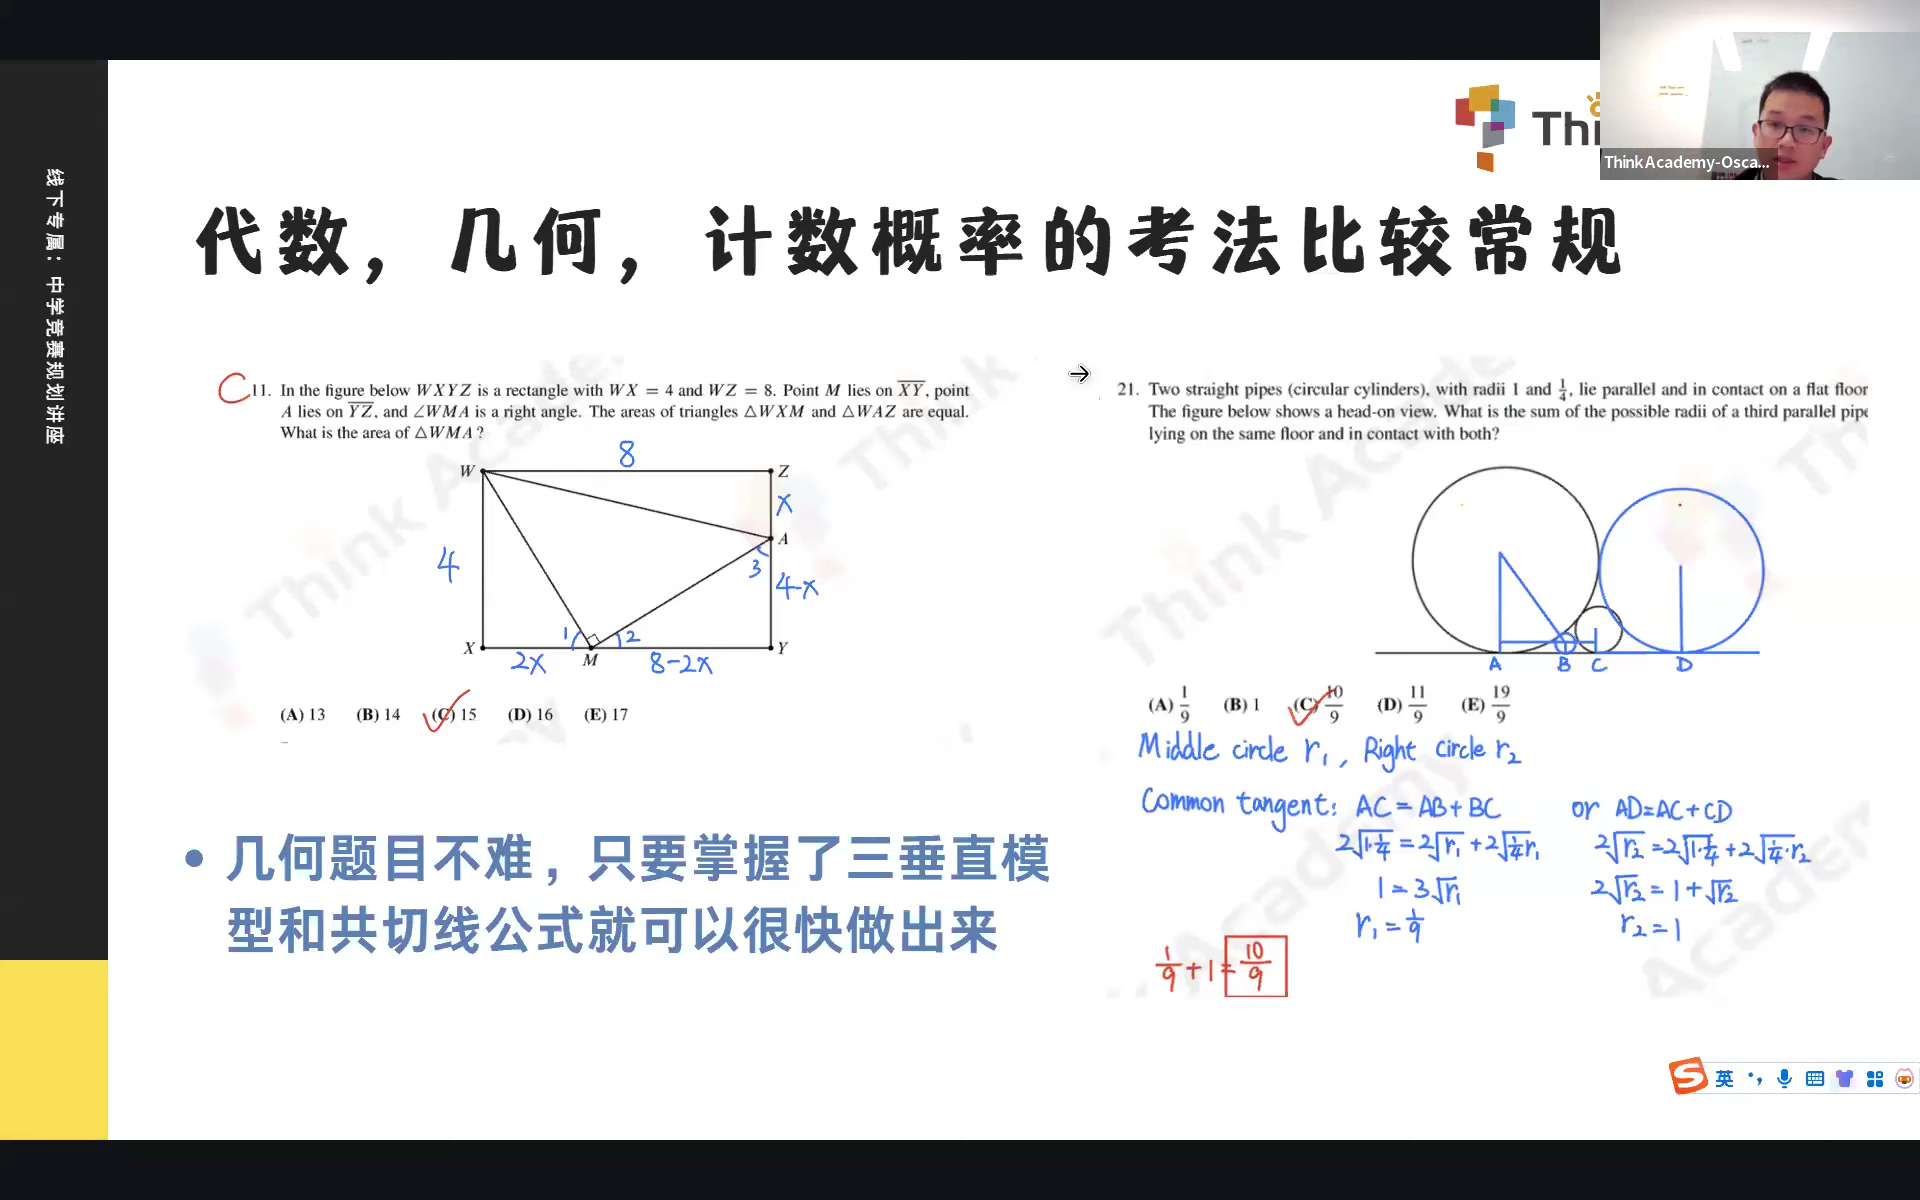 线下专属：中学竞赛规划讲座
Thi
ThinkAcademy-Osca...
代数，几何，计数概率的考法比较常规
C 11. In the figure below WXYZ is a rectangle with WX = 4 and WZ = 8. Point M lies on XY, point
A lies on YZ, and ∠WMA is a right angle. The areas of triangles △WXM and △WAZ are equal.
What is the area of △WMA?
8
W Z
x
A
4
3
4-x
1 2
X M Y
2x 8-2x
(A) 13 (B) 14 (C) 15 (D) 16 (E) 17
几何题目不难，只要掌握了三垂直模
型和共切线公式就可以很快做出来
21. Two straight pipes (circular cylinders), with radii 1 and 1/4, lie parallel and in contact on a flat floor
The figure below shows a head-on view. What is the sum of the possible radii of a third parallel pipe
lying on the same floor and in contact with both?
A B C D
(A) 1/9 (B) 1 (C) 10/9 (D) 11/9 (E) 19/9
Middle circle r₁, Right circle r₂
Common tangent: AC = AB+BC or AD=AC+CD
2√(1·1/4) = 2√r₁ + 2√(1/4 r₁) 2√r₂ = 2√(1·1/4) + 2√(1/4·r₂)
1 = 3√r₁ 2√r₂ = 1+√r₂
r₁ = 1/9 r₂ = 1
1/9 + 1 = 10/9
Think Academy
英